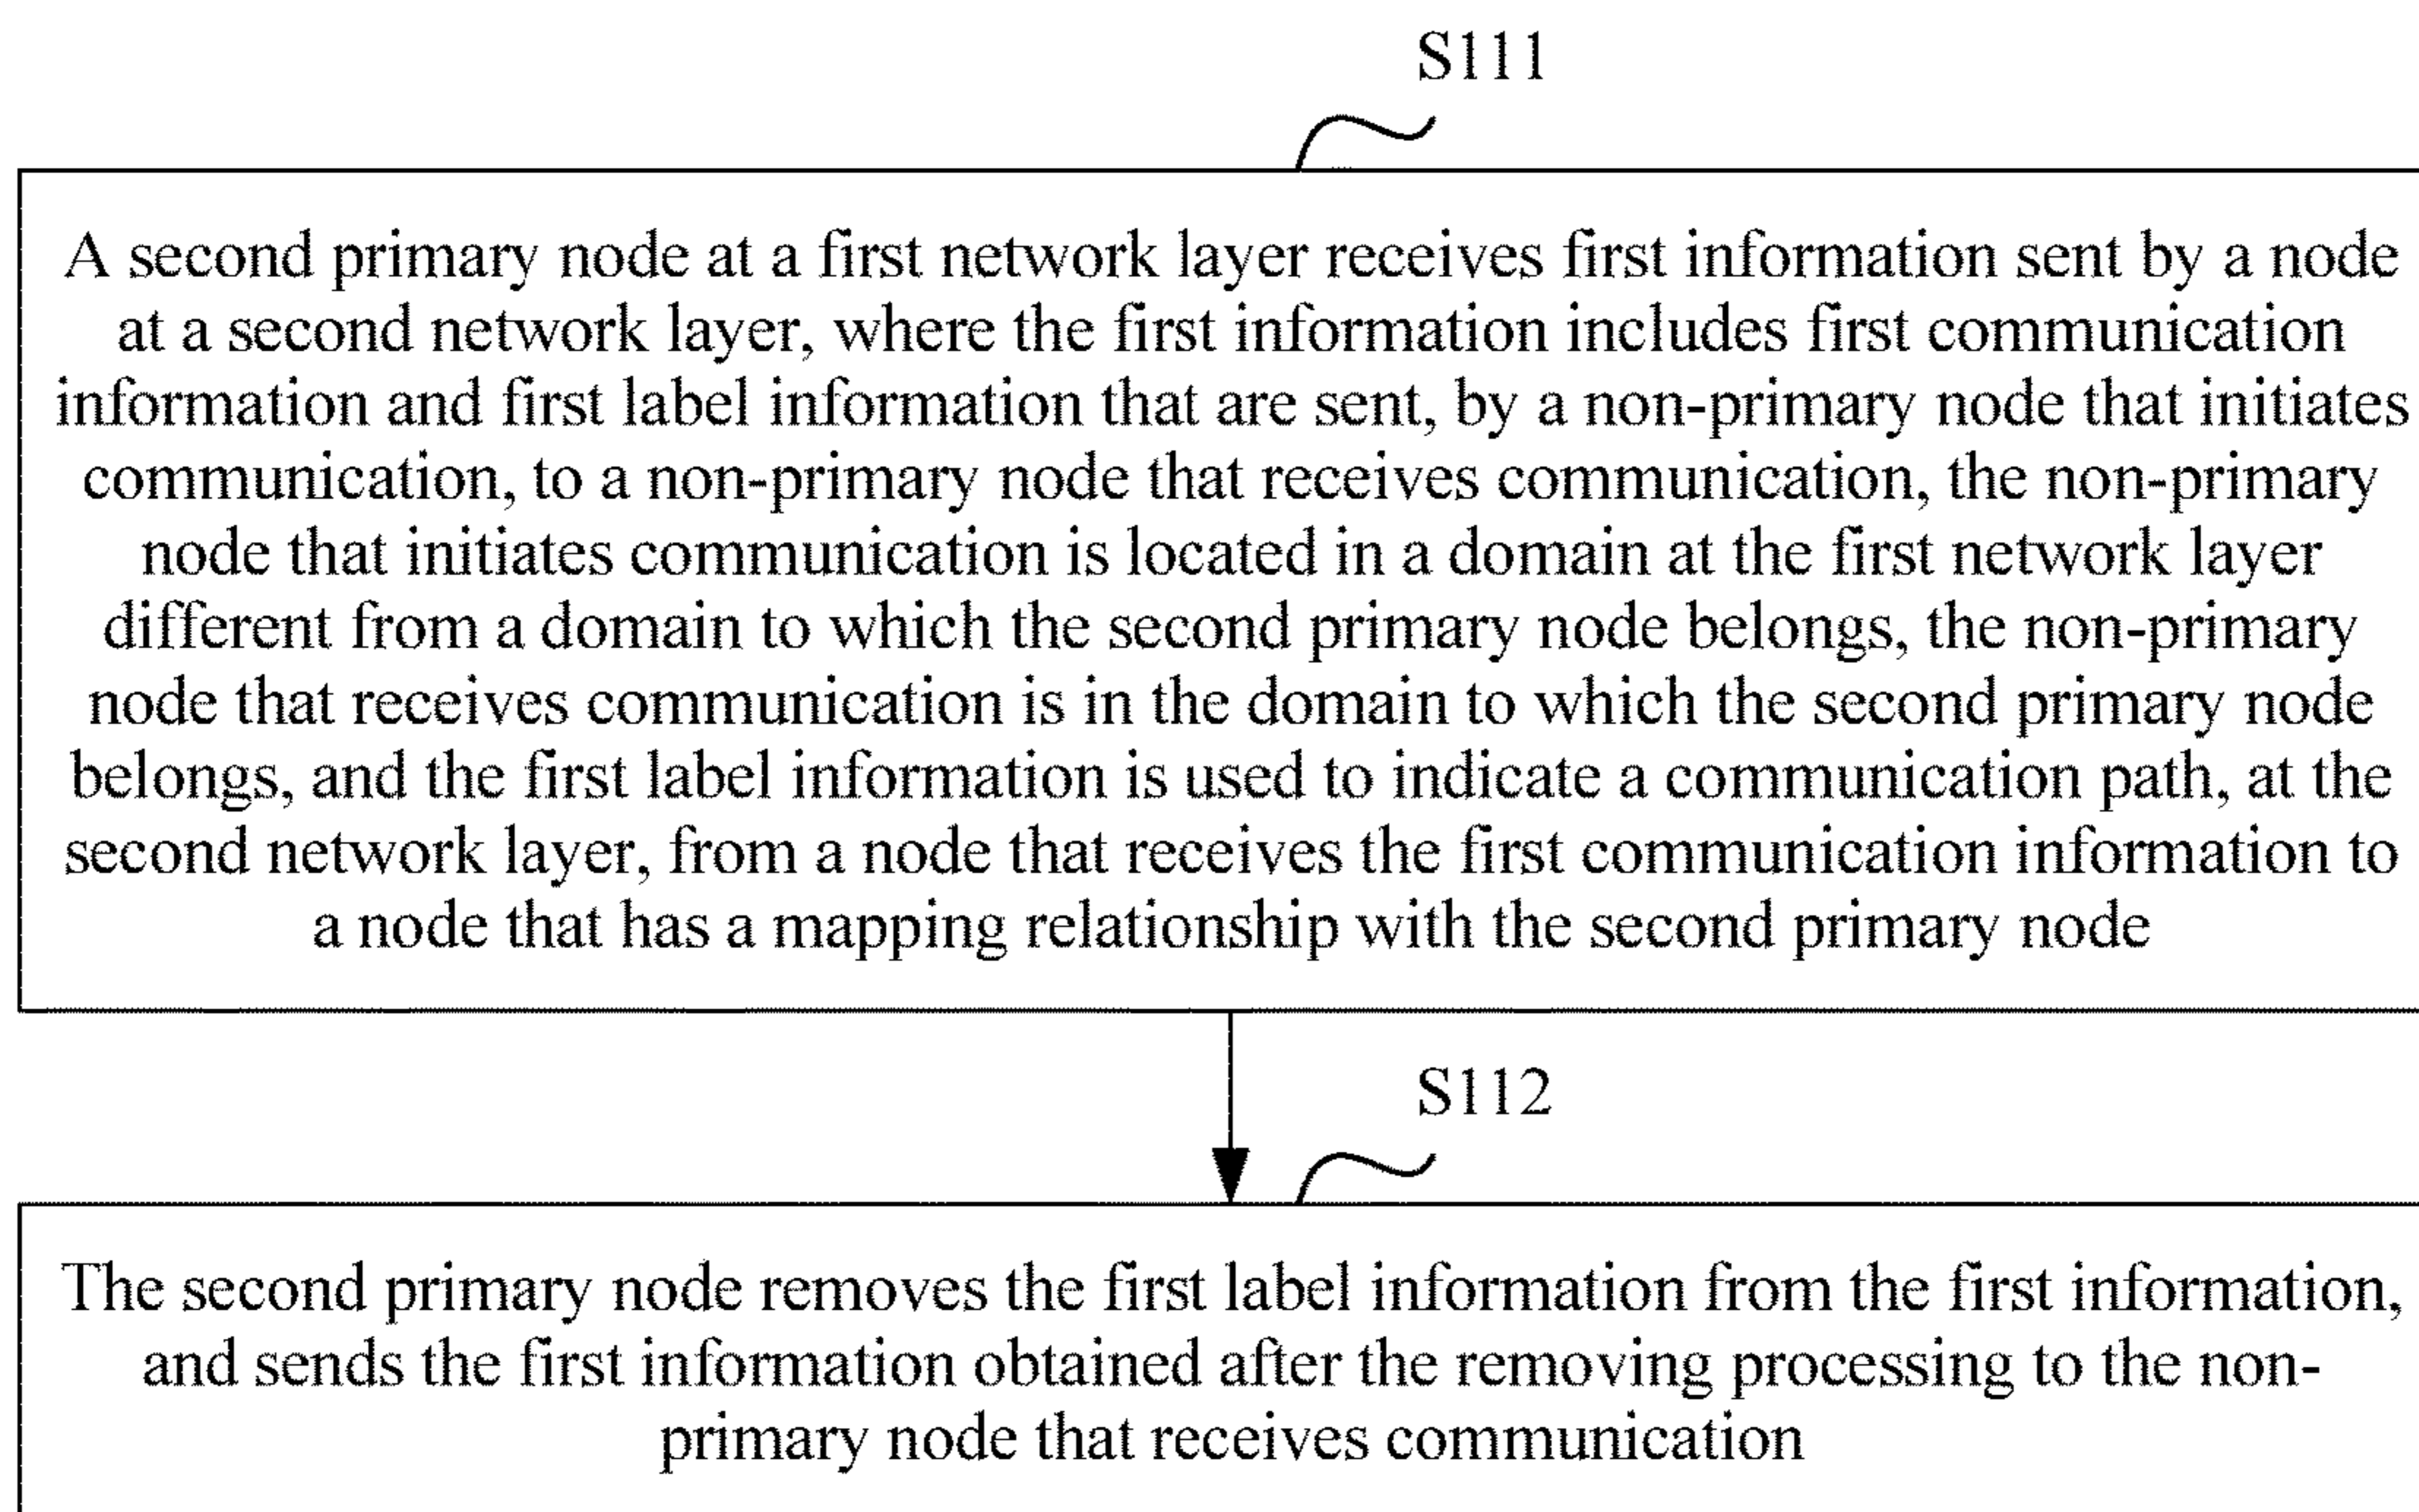 S111
A second primary node at a first network layer receives first information sent by a node
at a second network layer, where the first information includes first communication
information and first label information that are sent, by a non-primary node that initiates
communication, to a non-primary node that receives communication, the non-primary
node that initiates communication is located in a domain at the first network layer
different from a domain to which the second primary node belongs, the non-primary
node that receives communication is in the domain to which the second primary node
belongs, and the first label information is used to indicate a communication path, at the
second network layer, from a node that receives the first communication information to
a node that has a mapping relationship with the second primary node
S112
The second primary node removes the first label information from the first information,
and sends the first information obtained after the removing processing to the non-
primary node that receives communication